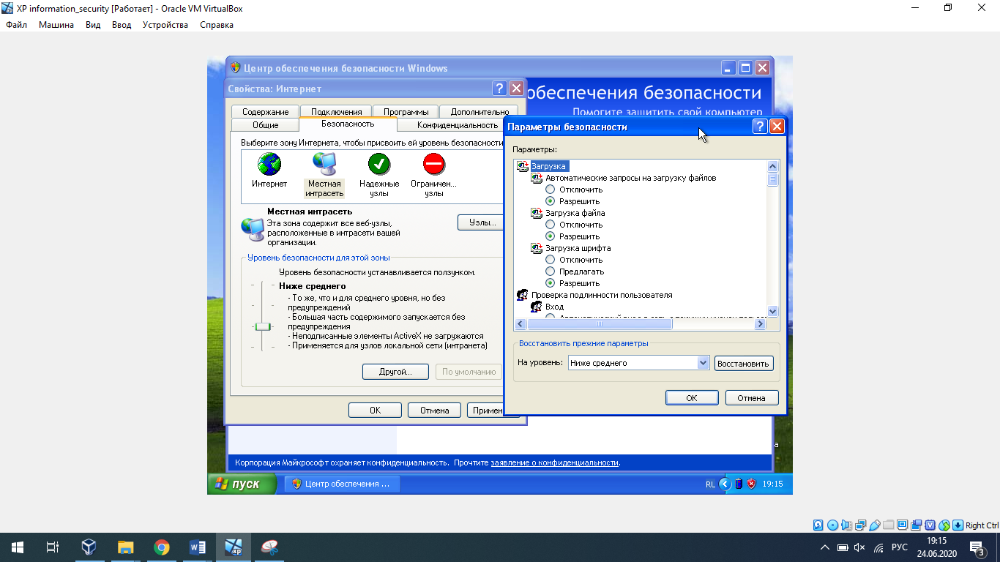 XP information_security [Работает] - Oracle VM VirtualBox
Файл Машина Вид Ввод Устройства Справка
Центр обеспечения безопасности Windows
обеспечения безопасности
Помогите защитить свой компьютер
Свойства: Интернет
Содержание Подключения Программы Дополнительно
Общие Безопасность Конфиденциальность
Выберите зону Интернета, чтобы присвоить ей уровень безопасности
Интернет
Местная
интрасеть
Надежные
узлы
Ограничен...
узлы
Местная интрасеть
Эта зона содержит все веб-узлы,
расположенные в интрасети вашей
организации.
Узлы...
Уровень безопасности для этой зоны
Уровень безопасности устанавливается ползунком.
Ниже среднего
- То же, что и для среднего уровня, но без
предупреждений
- Большая часть содержимого запускается без
предупреждения
- Неподписанные элементы ActiveX не загружаются
- Применяется для узлов локальной сети (интранета)
Другой... По умолчанию
OK Отмена Примен
Параметры безопасности
Параметры:
Загрузка
Автоматические запросы на загрузку файлов
Отключить
Разрешить
Загрузка файла
Отключить
Разрешить
Загрузка шрифта
Отключить
Предлагать
Разрешить
Проверка подлинности пользователя
Вход
Восстановить прежние параметры
На уровень: Ниже среднего Восстановить
OK Отмена
а
Корпорация Майкрософт охраняет конфиденциальность. Прочтите заявление о конфиденциальности.
пуск Центр обеспечения ... RL 19:15
Right Ctrl
xp
РУС 19:15
24.06.2020
3